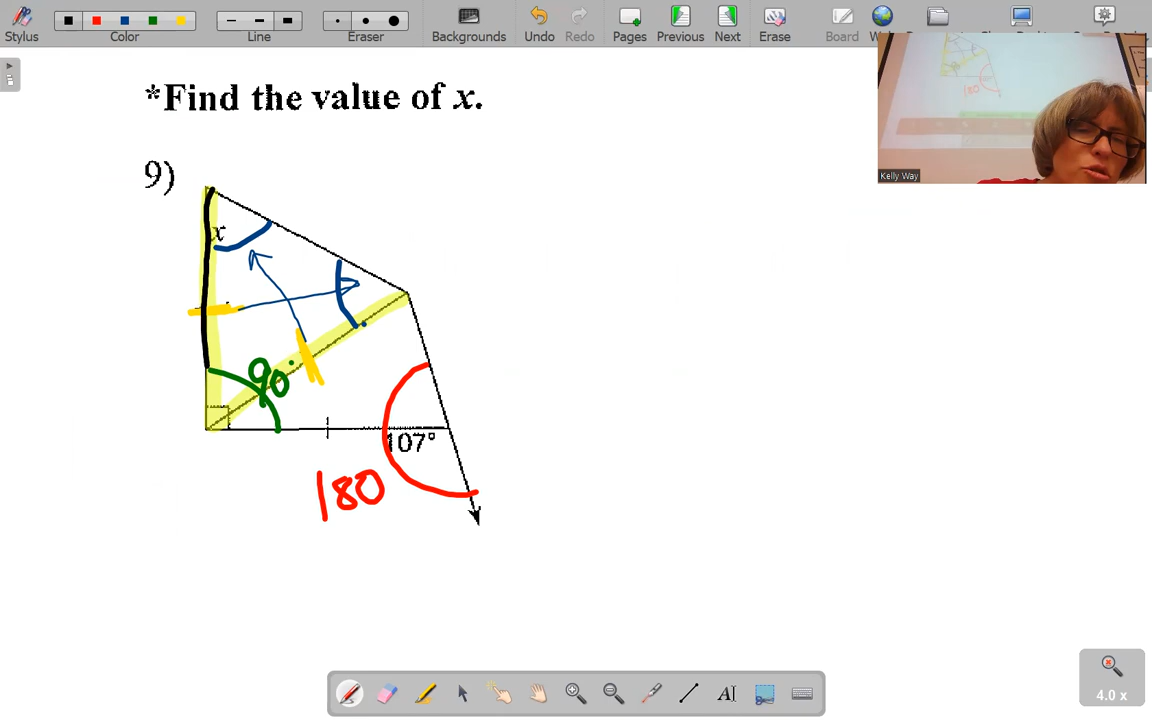 Stylus Color Line Eraser Backgrounds Undo Redo Pages Previous Next Erase Board
*Find the value of x.
Kelly Way
9)
x
90°
107°
180
4.0 x